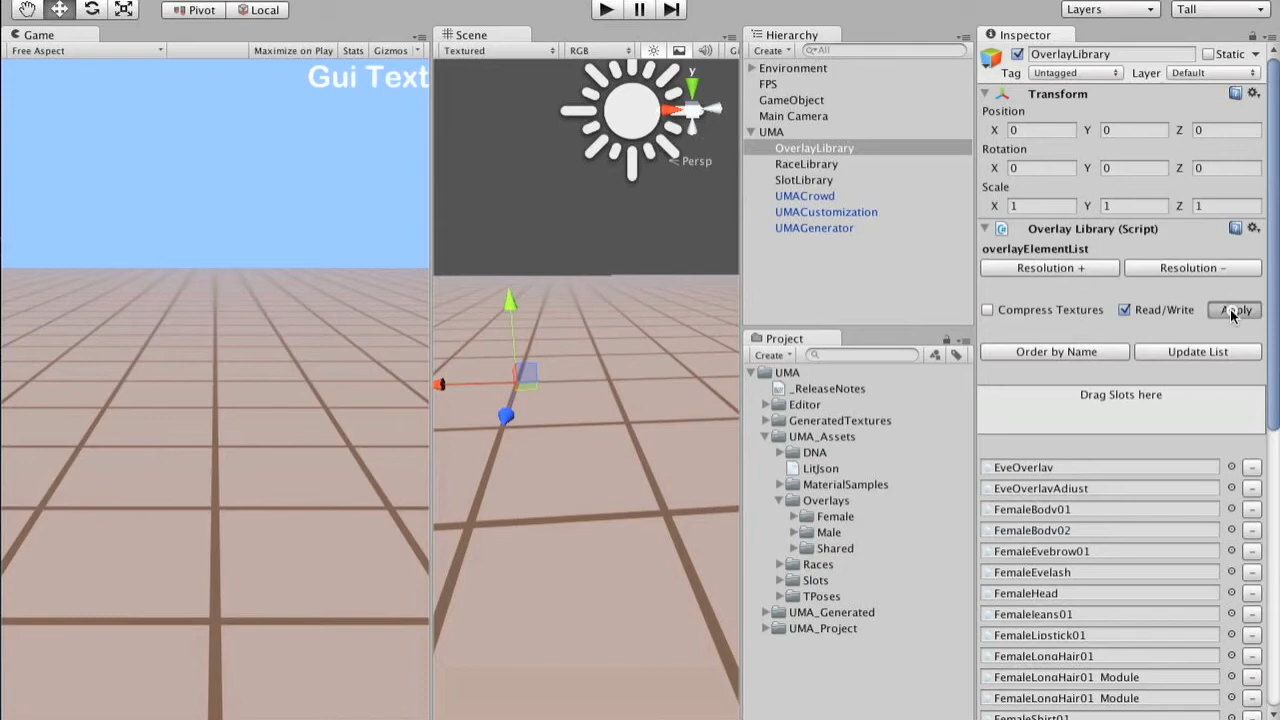 Pivot Local Layers Tall
Game Scene Hierarchy Inspector
Free Aspect Maximize on Play Stats Gizmos
Textured RGB
Create All
OverlayLibrary Static
Tag Untagged Layer Default
Gui Text
y
Persp
Environment
FPS
GameObject
Main Camera
UMA
OverlayLibrary
RaceLibrary
SlotLibrary
UMACrowd
UMACustomization
UMAGenerator
Project
Create
UMA
_ReleaseNotes
Editor
GeneratedTextures
UMA_Assets
DNA
LitJson
MaterialSamples
Overlays
Female
Male
Shared
Races
Slots
TPoses
UMA_Generated
UMA_Project
Transform
Position
X 0 Y 0 Z 0
Rotation
X 0 Y 0 Z 0
Scale
X 1 Y 1 Z 1
Overlay Library (Script)
overlayElementList
Resolution + Resolution -
Compress Textures Read/Write Apply
Order by Name Update List
Drag Slots here
EyeOverlay
EyeOverlayAdjust
FemaleBody01
FemaleBody02
FemaleEyebrow01
FemaleEyelash
FemaleHead
FemaleJeans01
FemaleLipstick01
FemaleLongHair01
FemaleLongHair01_Module
FemaleLongHair01_Module
FemaleShirt01